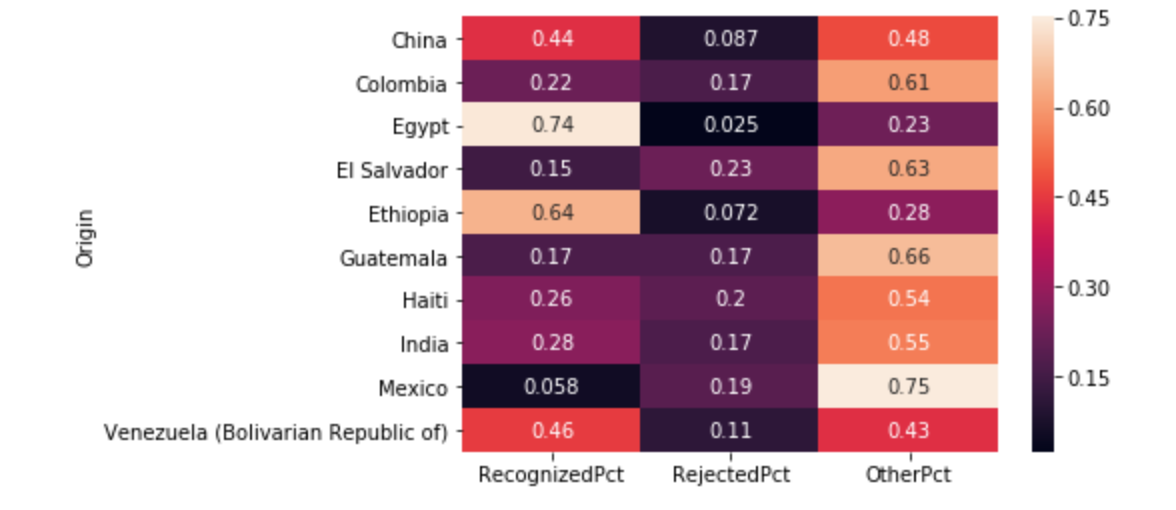 China 0.44 0.087 0.48
Colombia 0.22 0.17 0.61
Egypt 0.74 0.025 0.23
El Salvador 0.15 0.23 0.63
Ethiopia 0.64 0.072 0.28
Guatemala 0.17 0.17 0.66
Haiti 0.26 0.2 0.54
India 0.28 0.17 0.55
Mexico 0.058 0.19 0.75
Venezuela (Bolivarian Republic of) 0.46 0.11 0.43
RecognizedPct RejectedPct OtherPct
Origin
0.75
0.60
0.45
0.30
0.15